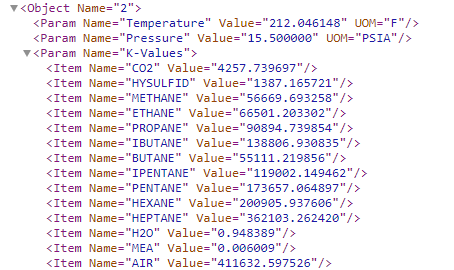 ▼<Object Name="2">
<Param Name="Temperature" Value="212.046148" UOM="F"/>
<Param Name="Pressure" Value="15.500000" UOM="PSIA"/>
▼<Param Name="K-Values">
<Item Name="CO2" Value="4257.739697"/>
<Item Name="HYSULFID" Value="1387.165721"/>
<Item Name="METHANE" Value="56669.693258"/>
<Item Name="ETHANE" Value="66501.203302"/>
<Item Name="PROPANE" Value="90894.739854"/>
<Item Name="IBUTANE" Value="138806.930835"/>
<Item Name="BUTANE" Value="55111.219856"/>
<Item Name="IPENTANE" Value="119002.149462"/>
<Item Name="PENTANE" Value="173657.064897"/>
<Item Name="HEXANE" Value="200905.937606"/>
<Item Name="HEPTANE" Value="362103.262420"/>
<Item Name="H2O" Value="0.948389"/>
<Item Name="MEA" Value="0.006009"/>
<Item Name="AIR" Value="411632.597526"/>